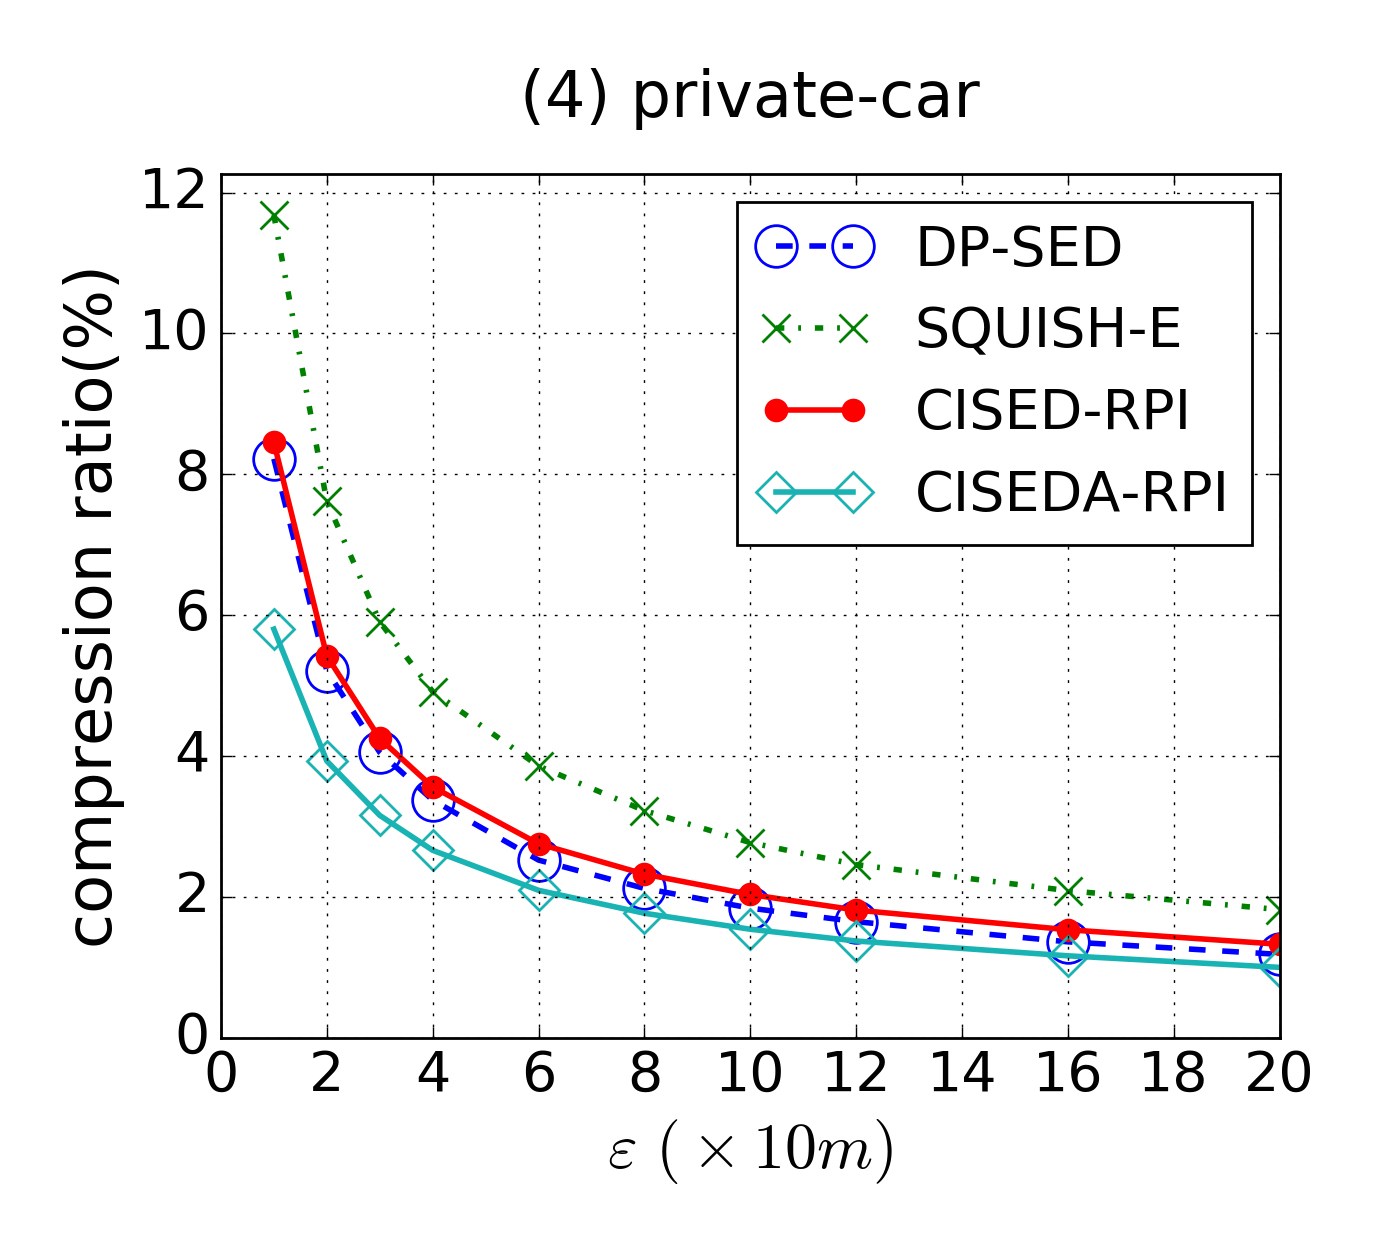 (4) private-car
compression ratio(%)
12
10
8
6
4
2
0
DP-SED
SQUISH-E
CISED-RPI
CISEDA-RPI
0 2 4 6 8 10 12 14 16 18 20
ε (×10m)